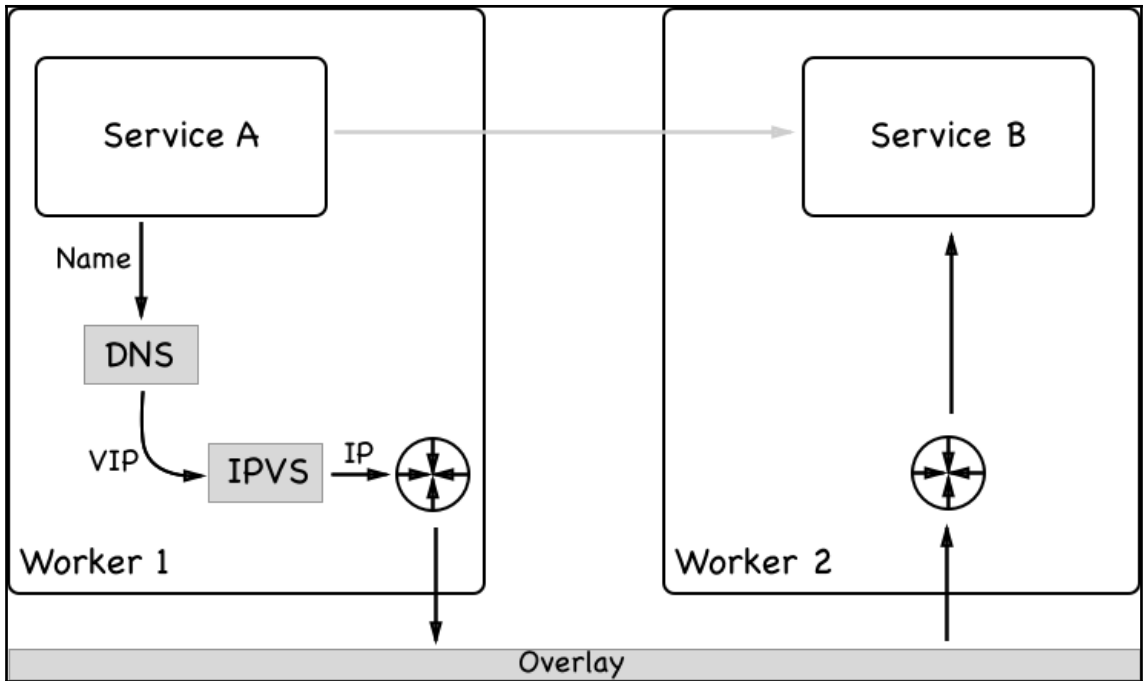 Service A
Service B
Name
DNS
VIP
IPVS
IP
Worker 1
Worker 2
Overlay